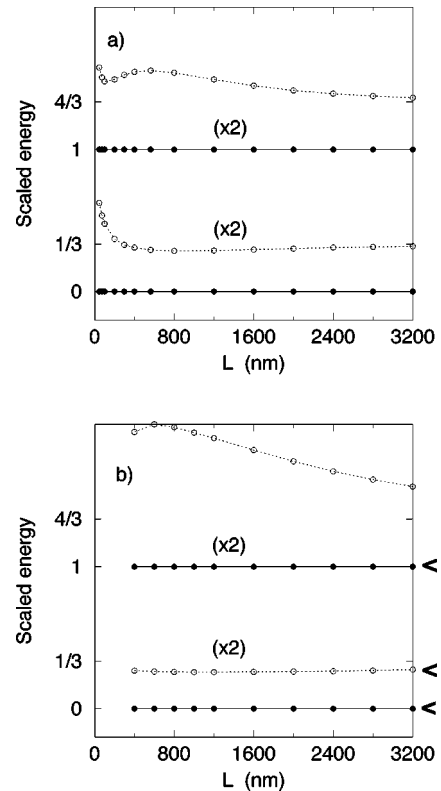 a)
Scaled energy
4/3
(x2)
1
(x2)
1/3
0
0 800 1600 2400 3200
L (nm)
b)
Scaled energy
4/3
(x2)
1 <
(x2)
1/3 <
0 <
0 800 1600 2400 3200
L (nm)